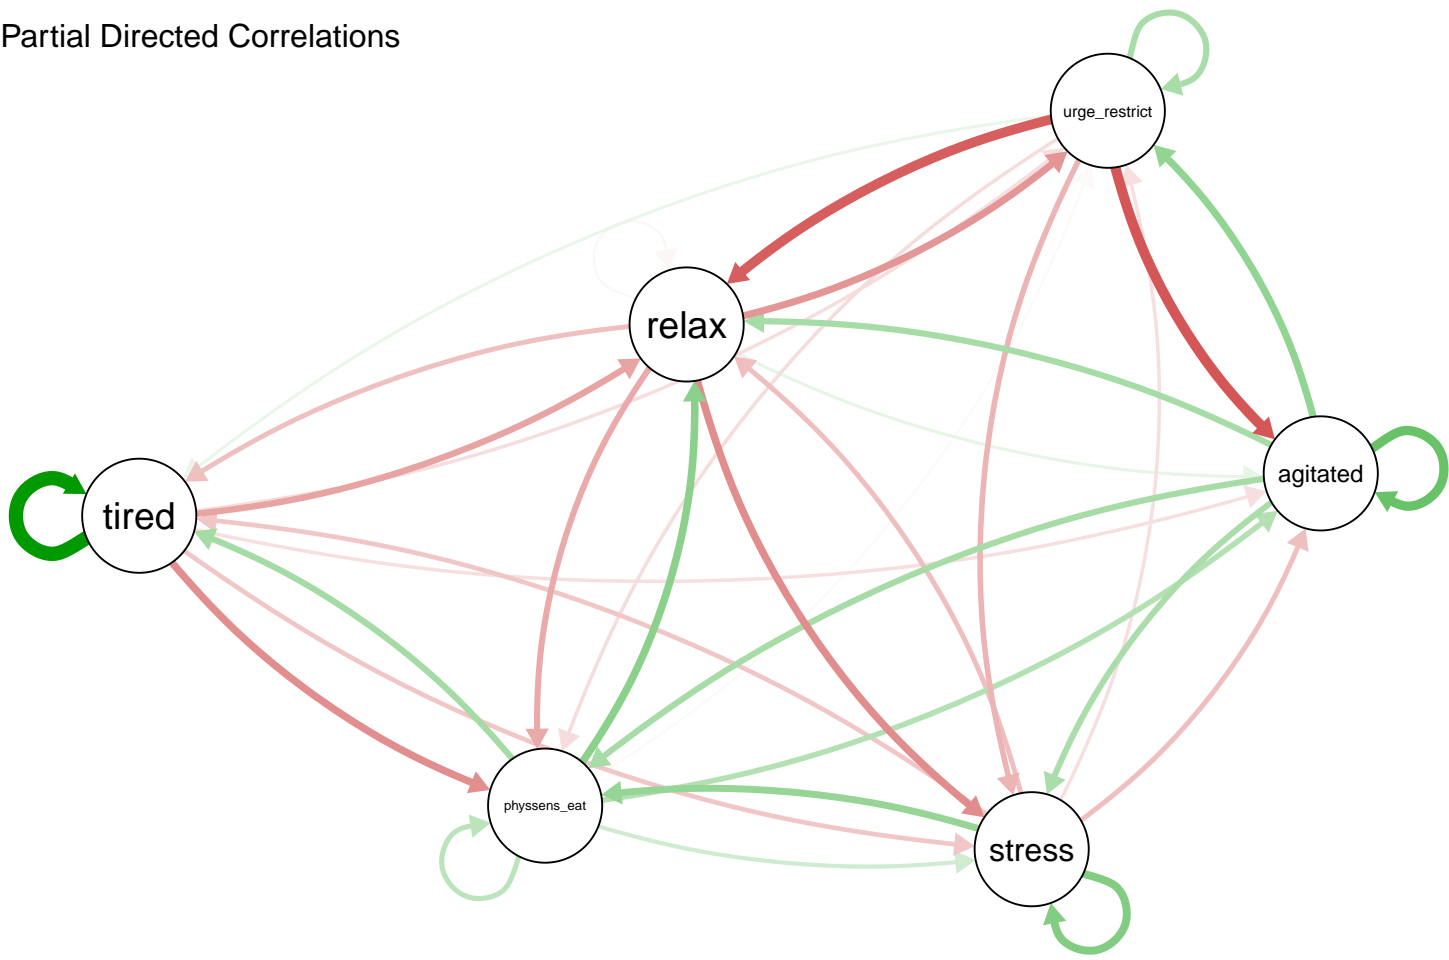 Partial Directed Correlations
urge_restrict
relax
agitated
tired
physsens_eat
stress